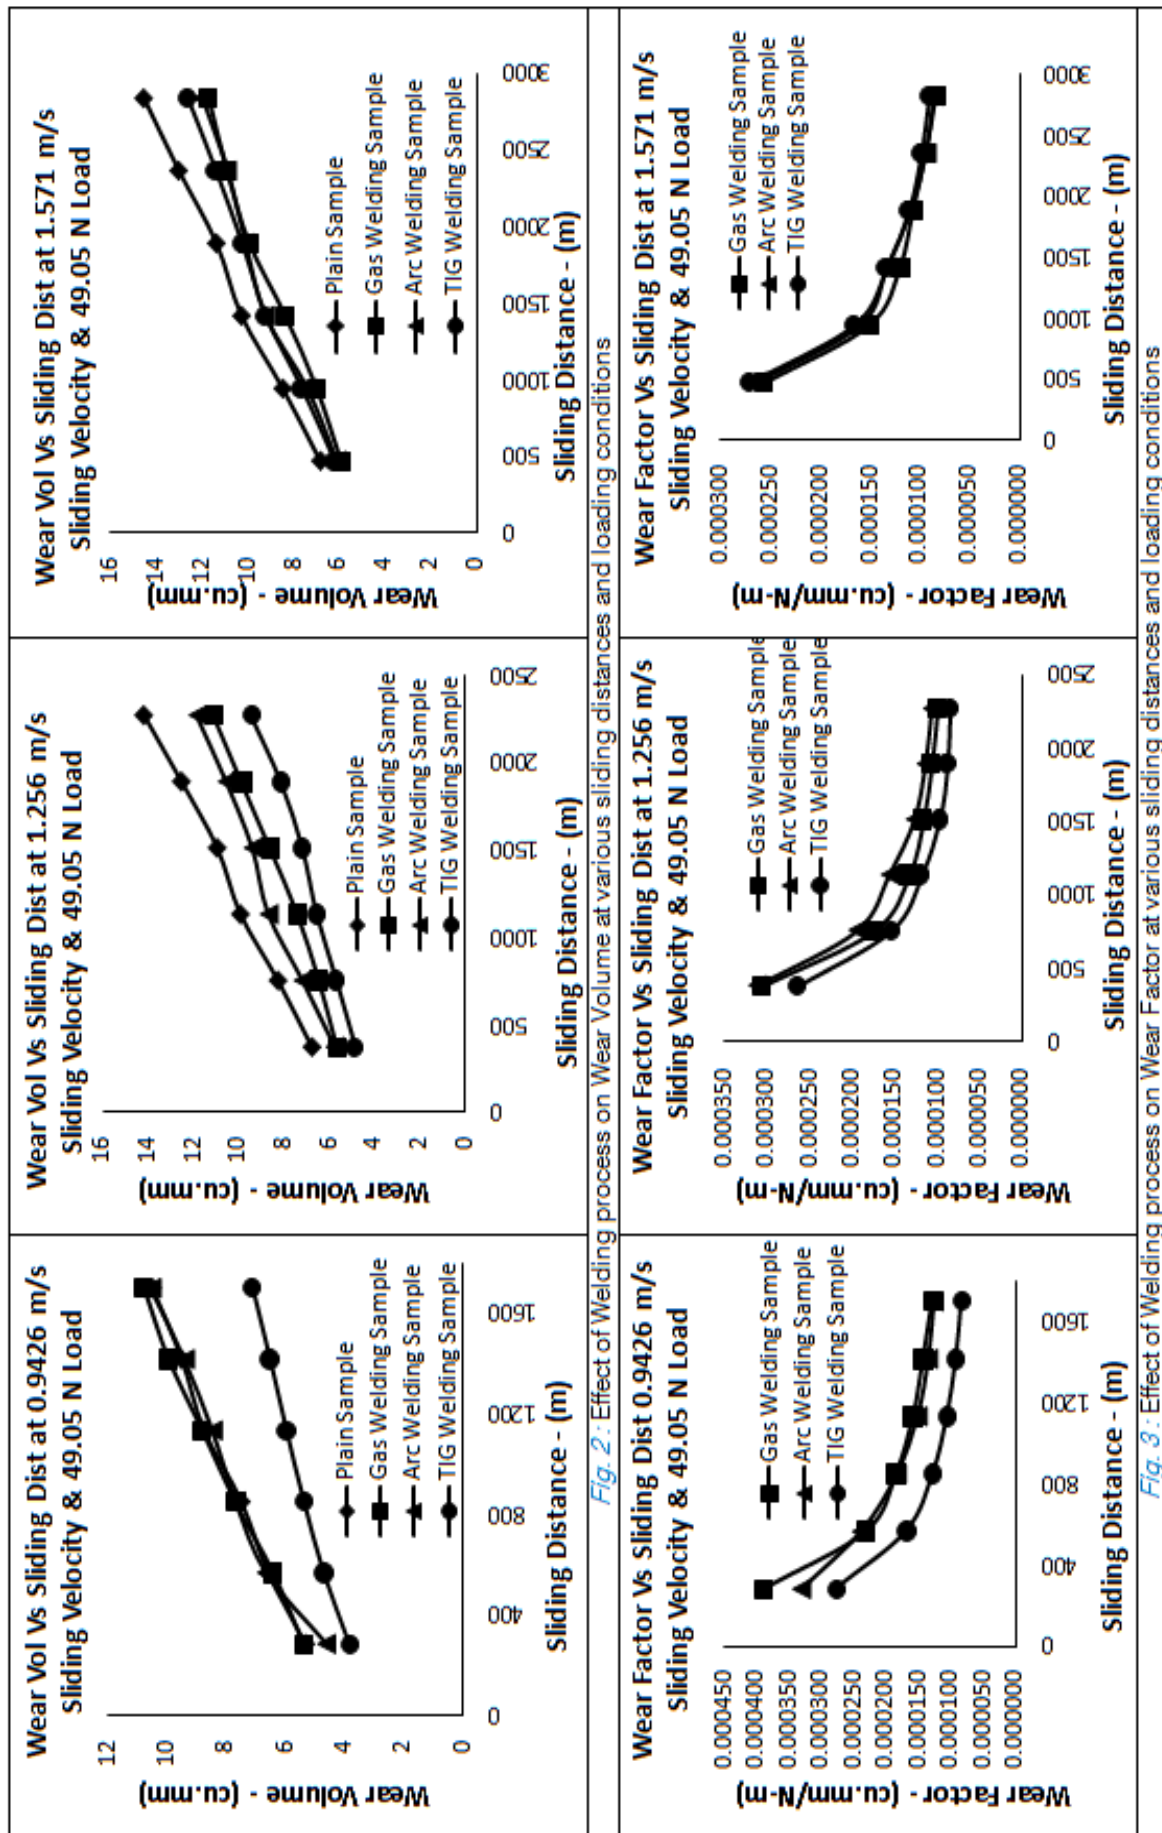 Wear Vol Vs Sliding Dist at 0.9426 m/s
Sliding Velocity & 49.05 N Load
12
10
8
6
4
2
0
Wear Volume - (cu.mm)
0
400
800
1200
1600
Sliding Distance - (m)
Plain Sample
Gas Welding Sample
Arc Welding Sample
TIG Welding Sample
Wear Vol Vs Sliding Dist at 1.256 m/s
Sliding Velocity & 49.05 N Load
16
14
12
10
8
6
4
2
0
Wear Volume - (cu.mm)
0
500
1000
1500
2000
2500
Sliding Distance - (m)
Plain Sample
Gas Welding Sample
Arc Welding Sample
TIG Welding Sample
Wear Vol Vs Sliding Dist at 1.571 m/s
Sliding Velocity & 49.05 N Load
16
14
12
10
8
6
4
2
0
Wear Volume - (cu.mm)
0
500
1000
1500
2000
2500
3000
Sliding Distance - (m)
Plain Sample
Gas Welding Sample
Arc Welding Sample
TIG Welding Sample
Fig. 2 : Effect of Welding process on Wear Volume at various sliding distances and loading conditions
Wear Factor Vs Sliding Dist 0.9426 m/s
Sliding Velocity & 49.05 N Load
0.000450
0.000400
0.000350
0.000300
0.000250
0.000200
0.000150
0.000100
0.000050
0.000000
Wear Factor - (cu.mm/N-m)
0
400
800
1200
1600
Sliding Distance - (m)
Gas Welding Sample
Arc Welding Sample
TIG Welding Sample
Wear Factor Vs Sliding Dist at 1.256 m/s
Sliding Velocity & 49.05 N Load
0.000350
0.000300
0.000250
0.000200
0.000150
0.000100
0.000050
0.000000
Wear Factor - (cu.mm/N-m)
0
500
1000
1500
2000
2500
Sliding Distance - (m)
Gas Welding Sample
Arc Welding Sample
TIG Welding Sample
Wear Factor Vs Sliding Dist at 1.571 m/s
Sliding Velocity & 49.05 N Load
0.000300
0.000250
0.000200
0.000150
0.000100
0.000050
0.000000
Wear Factor - (cu.mm/N-m)
0
500
1000
1500
2000
2500
3000
Sliding Distance - (m)
Gas Welding Sample
Arc Welding Sample
TIG Welding Sample
Fig. 3 : Effect of Welding process on Wear Factor at various sliding distances and loading conditions